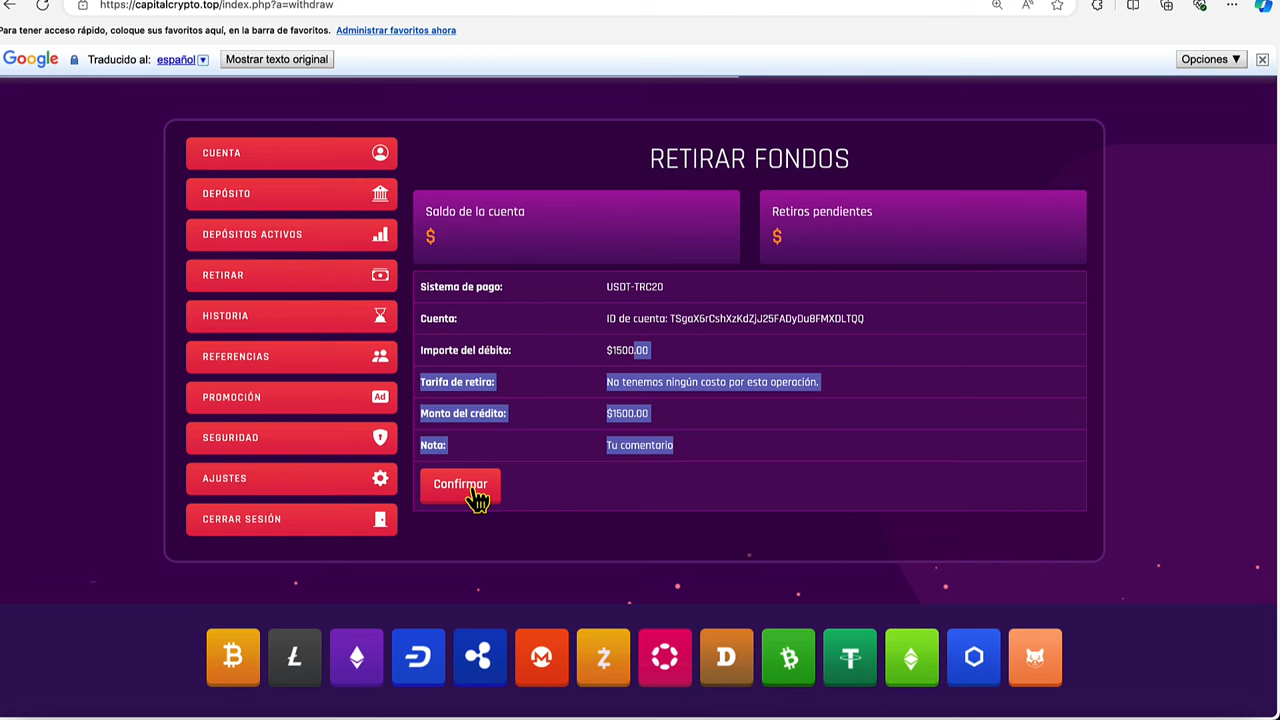 https://capitalcrypto.top/index.php?a=withdraw
Para tener acceso rápido, coloque sus favoritos aquí, en la barra de favoritos. Administrar favoritos ahora
Google Traducido al: español Mostrar texto original Opciones ▼
CUENTA
DEPÓSITO
DEPÓSITOS ACTIVOS
RETIRAR
HISTORIA
REFERENCIAS
PROMOCIÓN Ad
SEGURIDAD
AJUSTES
CERRAR SESIÓN
RETIRAR FONDOS
Saldo de la cuenta
$
Retiros pendientes
$
Sistema de pago: USDT-TRC20
Cuenta: ID de cuenta: TSgaX6rCshXzKdZjJ25FADyDu8FMXDLTQQ
Importe del débito: $1500.00
Tarifa de retiro: No tenemos ningún costo por esta operación.
Monto del crédito: $1500.00
Nota: Tu comentario
Confirmar